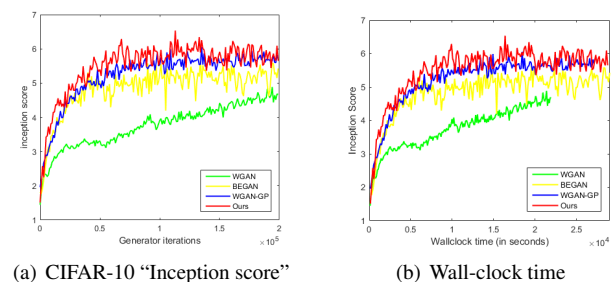 7
6
5
4
3
2
1
inception score
0
0.5
1
1.5
2
Generator iterations
×10^5
WGAN
BEGAN
WGAN-GP
Ours
(a) CIFAR-10 “Inception score”
7
6
5
4
3
2
1
Inception Score
0
0.5
1
1.5
2
2.5
3
Wallclock time (in seconds)
×10^4
WGAN
BEGAN
WGAN-GP
Ours
(b) Wall-clock time